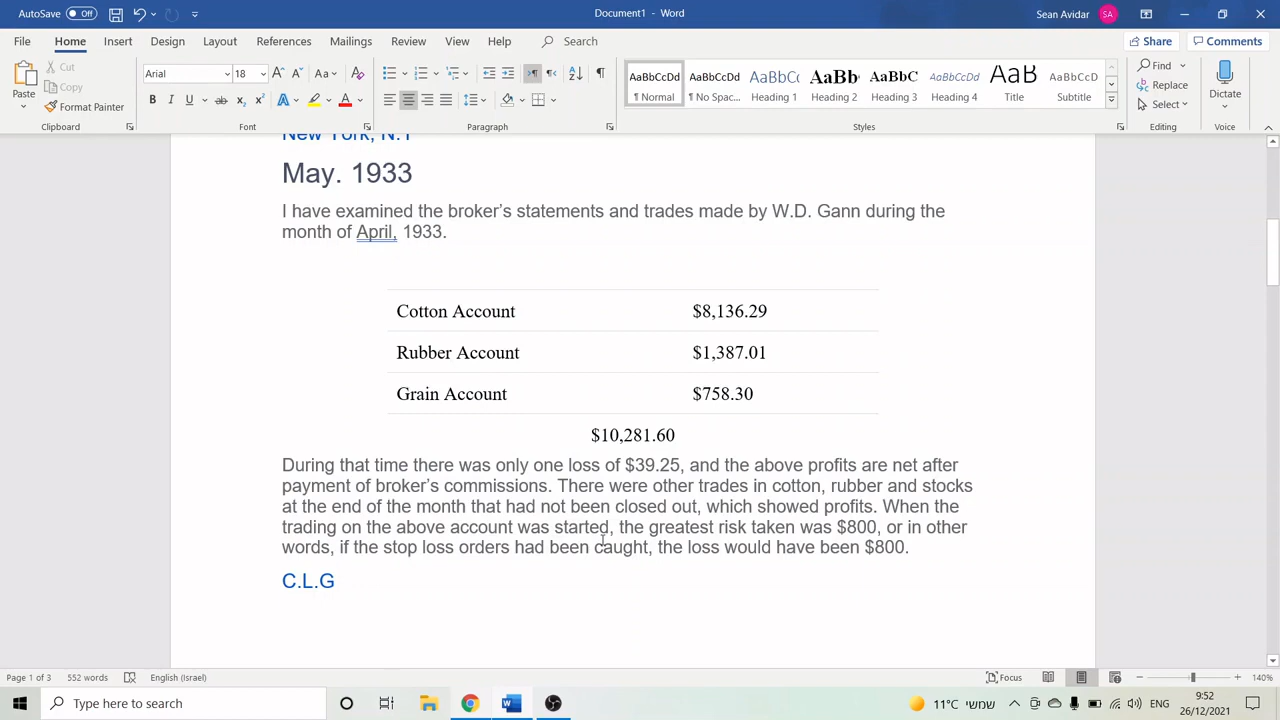 AutoSave Off
Document1 - Word
Sean Avidar SA
File Home Insert Design Layout References Mailings Review View Help Search Share Comments
Paste Cut Copy Format Painter
Clipboard
Arial 18
Font
Paragraph
AaBbCcDd ¶ Normal
AaBbCcDd ¶ No Spac...
AaBbCc Heading 1
AaBb Heading 2
AaBbC Heading 3
AaBbCcDd Heading 4
AaB Title
AaBbCcDd Subtitle
Styles
Find
Replace
Select
Editing
Dictate
Voice
New York, N.Y
May. 1933
I have examined the broker’s statements and trades made by W.D. Gann during the
month of April, 1933.
Cotton Account $8,136.29
Rubber Account $1,387.01
Grain Account $758.30
$10,281.60
During that time there was only one loss of $39.25, and the above profits are net after
payment of broker’s commissions. There were other trades in cotton, rubber and stocks
at the end of the month that had not been closed out, which showed profits. When the
trading on the above account was started, the greatest risk taken was $800, or in other
words, if the stop loss orders had been caught, the loss would have been $800.
C.L.G
Page 1 of 3 552 words English (Israel) Focus 140%
Type here to search
11°C שמשי ENG 9:52
26/12/2021